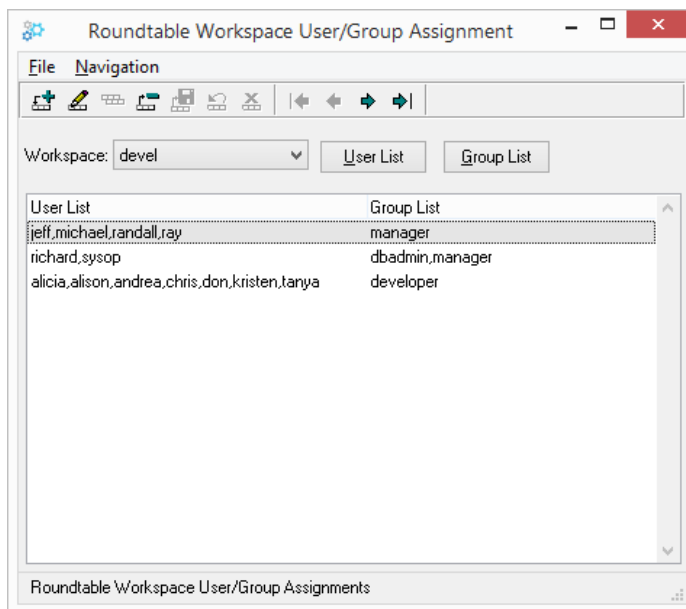 Roundtable Workspace User/Group Assignment
File Navigation
Workspace: devel User List Group List
User List Group List
jeff,michael,randall,ray manager
richard,sysop dbadmin,manager
alicia,alison,andrea,chris,don,kristen,tanya developer
Roundtable Workspace User/Group Assignments